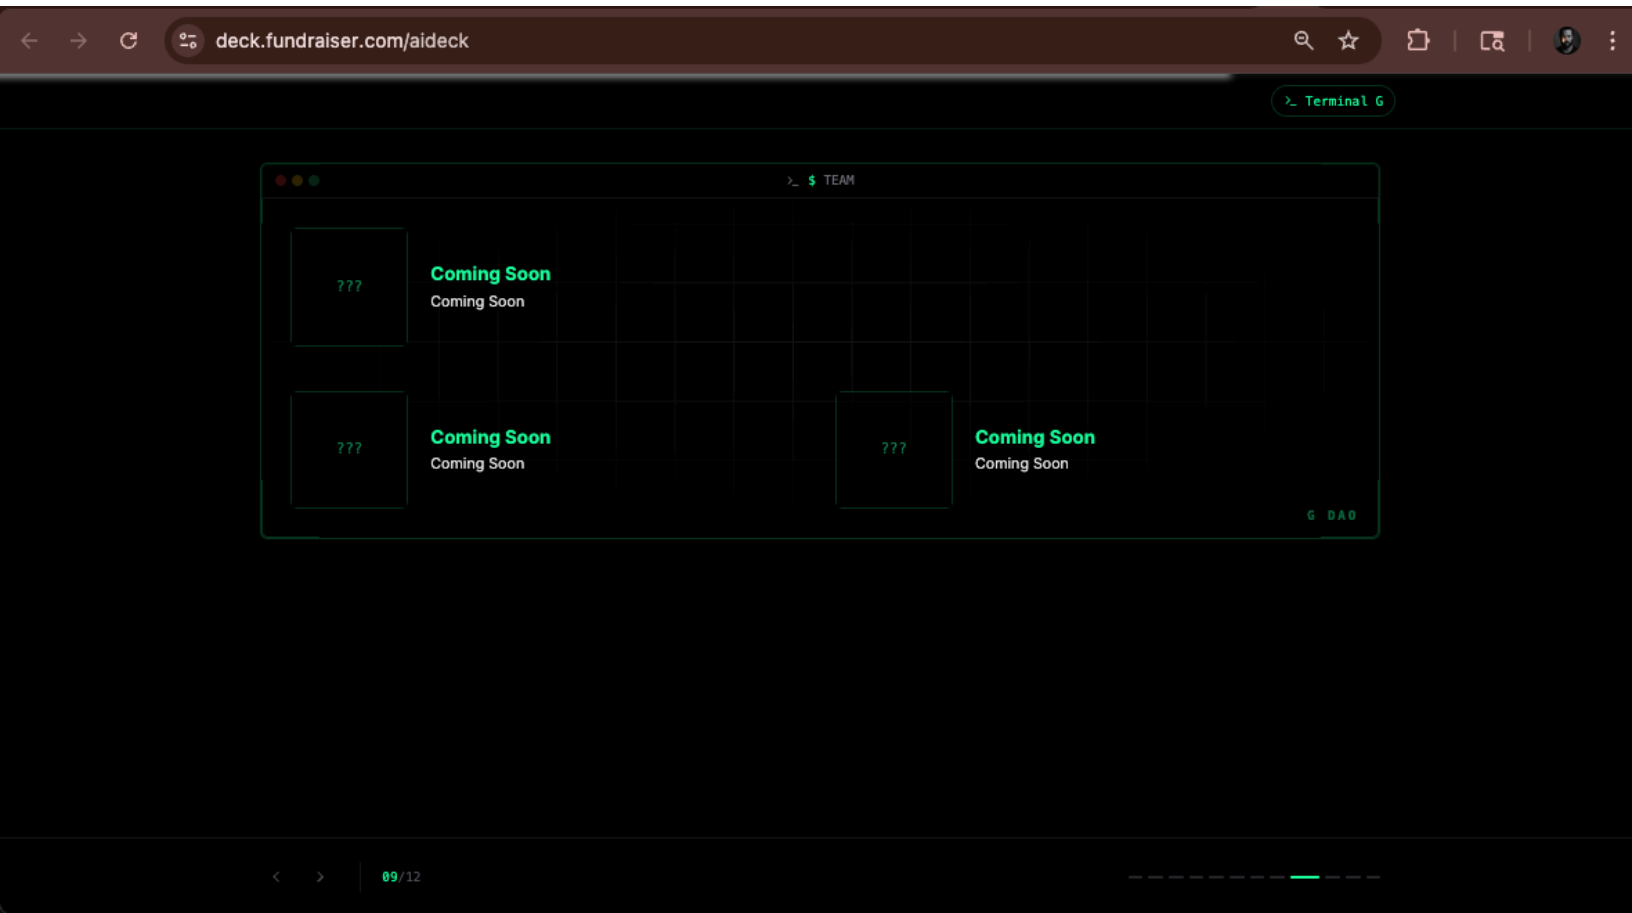 deck.fundraiser.com/aideck
>_ Terminal G
>_ $ TEAM
???
Coming Soon
Coming Soon
???
Coming Soon
Coming Soon
???
Coming Soon
Coming Soon
G DAO
09/12